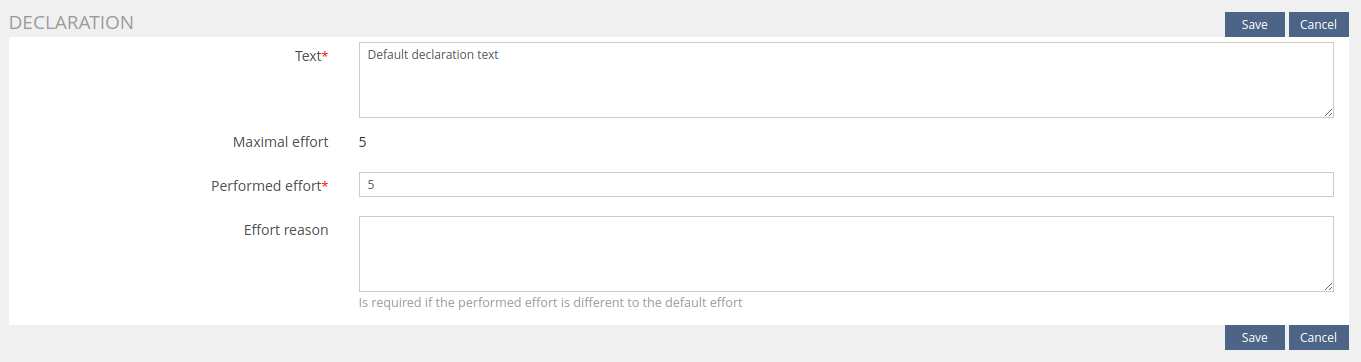 DECLARATION
Save Cancel
Text*
Default declaration text
Maximal effort 5
Performed effort* 5
Effort reason
Is required if the performed effort is different to the default effort
Save Cancel